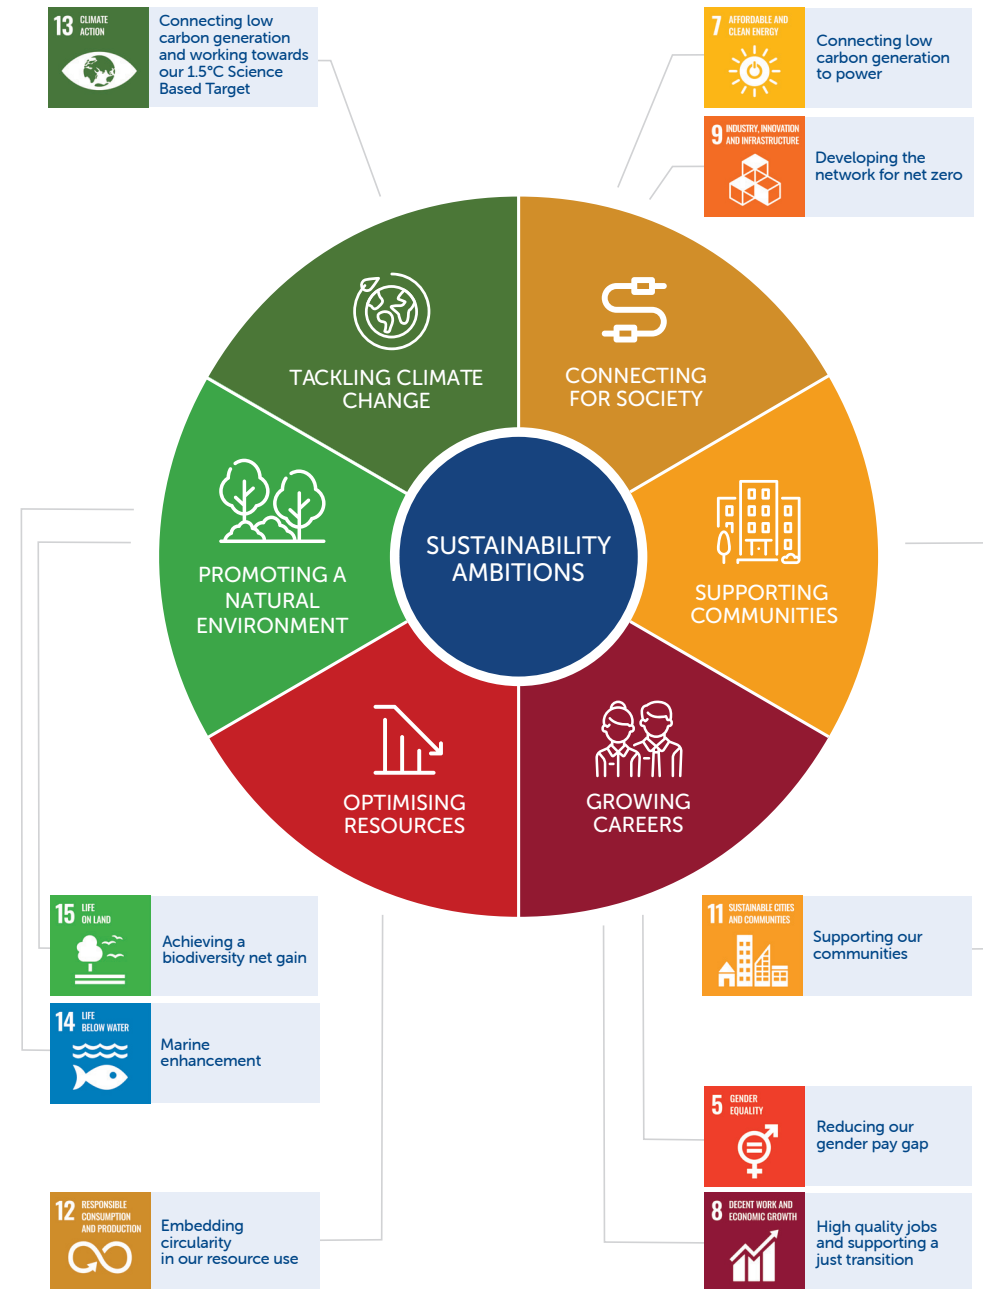 13 CLIMATE
ACTION
Connecting low
carbon generation
and working towards
our 1.5°C Science
Based Target
7 AFFORDABLE AND
CLEAN ENERGY
Connecting low
carbon generation
to power
9 INDUSTRY, INNOVATION
AND INFRASTRUCTURE
Developing the
network for net zero
TACKLING CLIMATE
CHANGE
CONNECTING
FOR SOCIETY
PROMOTING A
NATURAL
ENVIRONMENT
SUSTAINABILITY
AMBITIONS
SUPPORTING
COMMUNITIES
OPTIMISING
RESOURCES
GROWING
CAREERS
15 LIFE
ON LAND
Achieving a
biodiversity net gain
11 SUSTAINABLE CITIES
AND COMMUNITIES
Supporting our
communities
14 LIFE
BELOW WATER
Marine
enhancement
5 GENDER
EQUALITY
Reducing our
gender pay gap
12 RESPONSIBLE
CONSUMPTION
AND PRODUCTION
Embedding
circularity
in our resource use
8 DECENT WORK AND
ECONOMIC GROWTH
High quality jobs
and supporting a
just transition